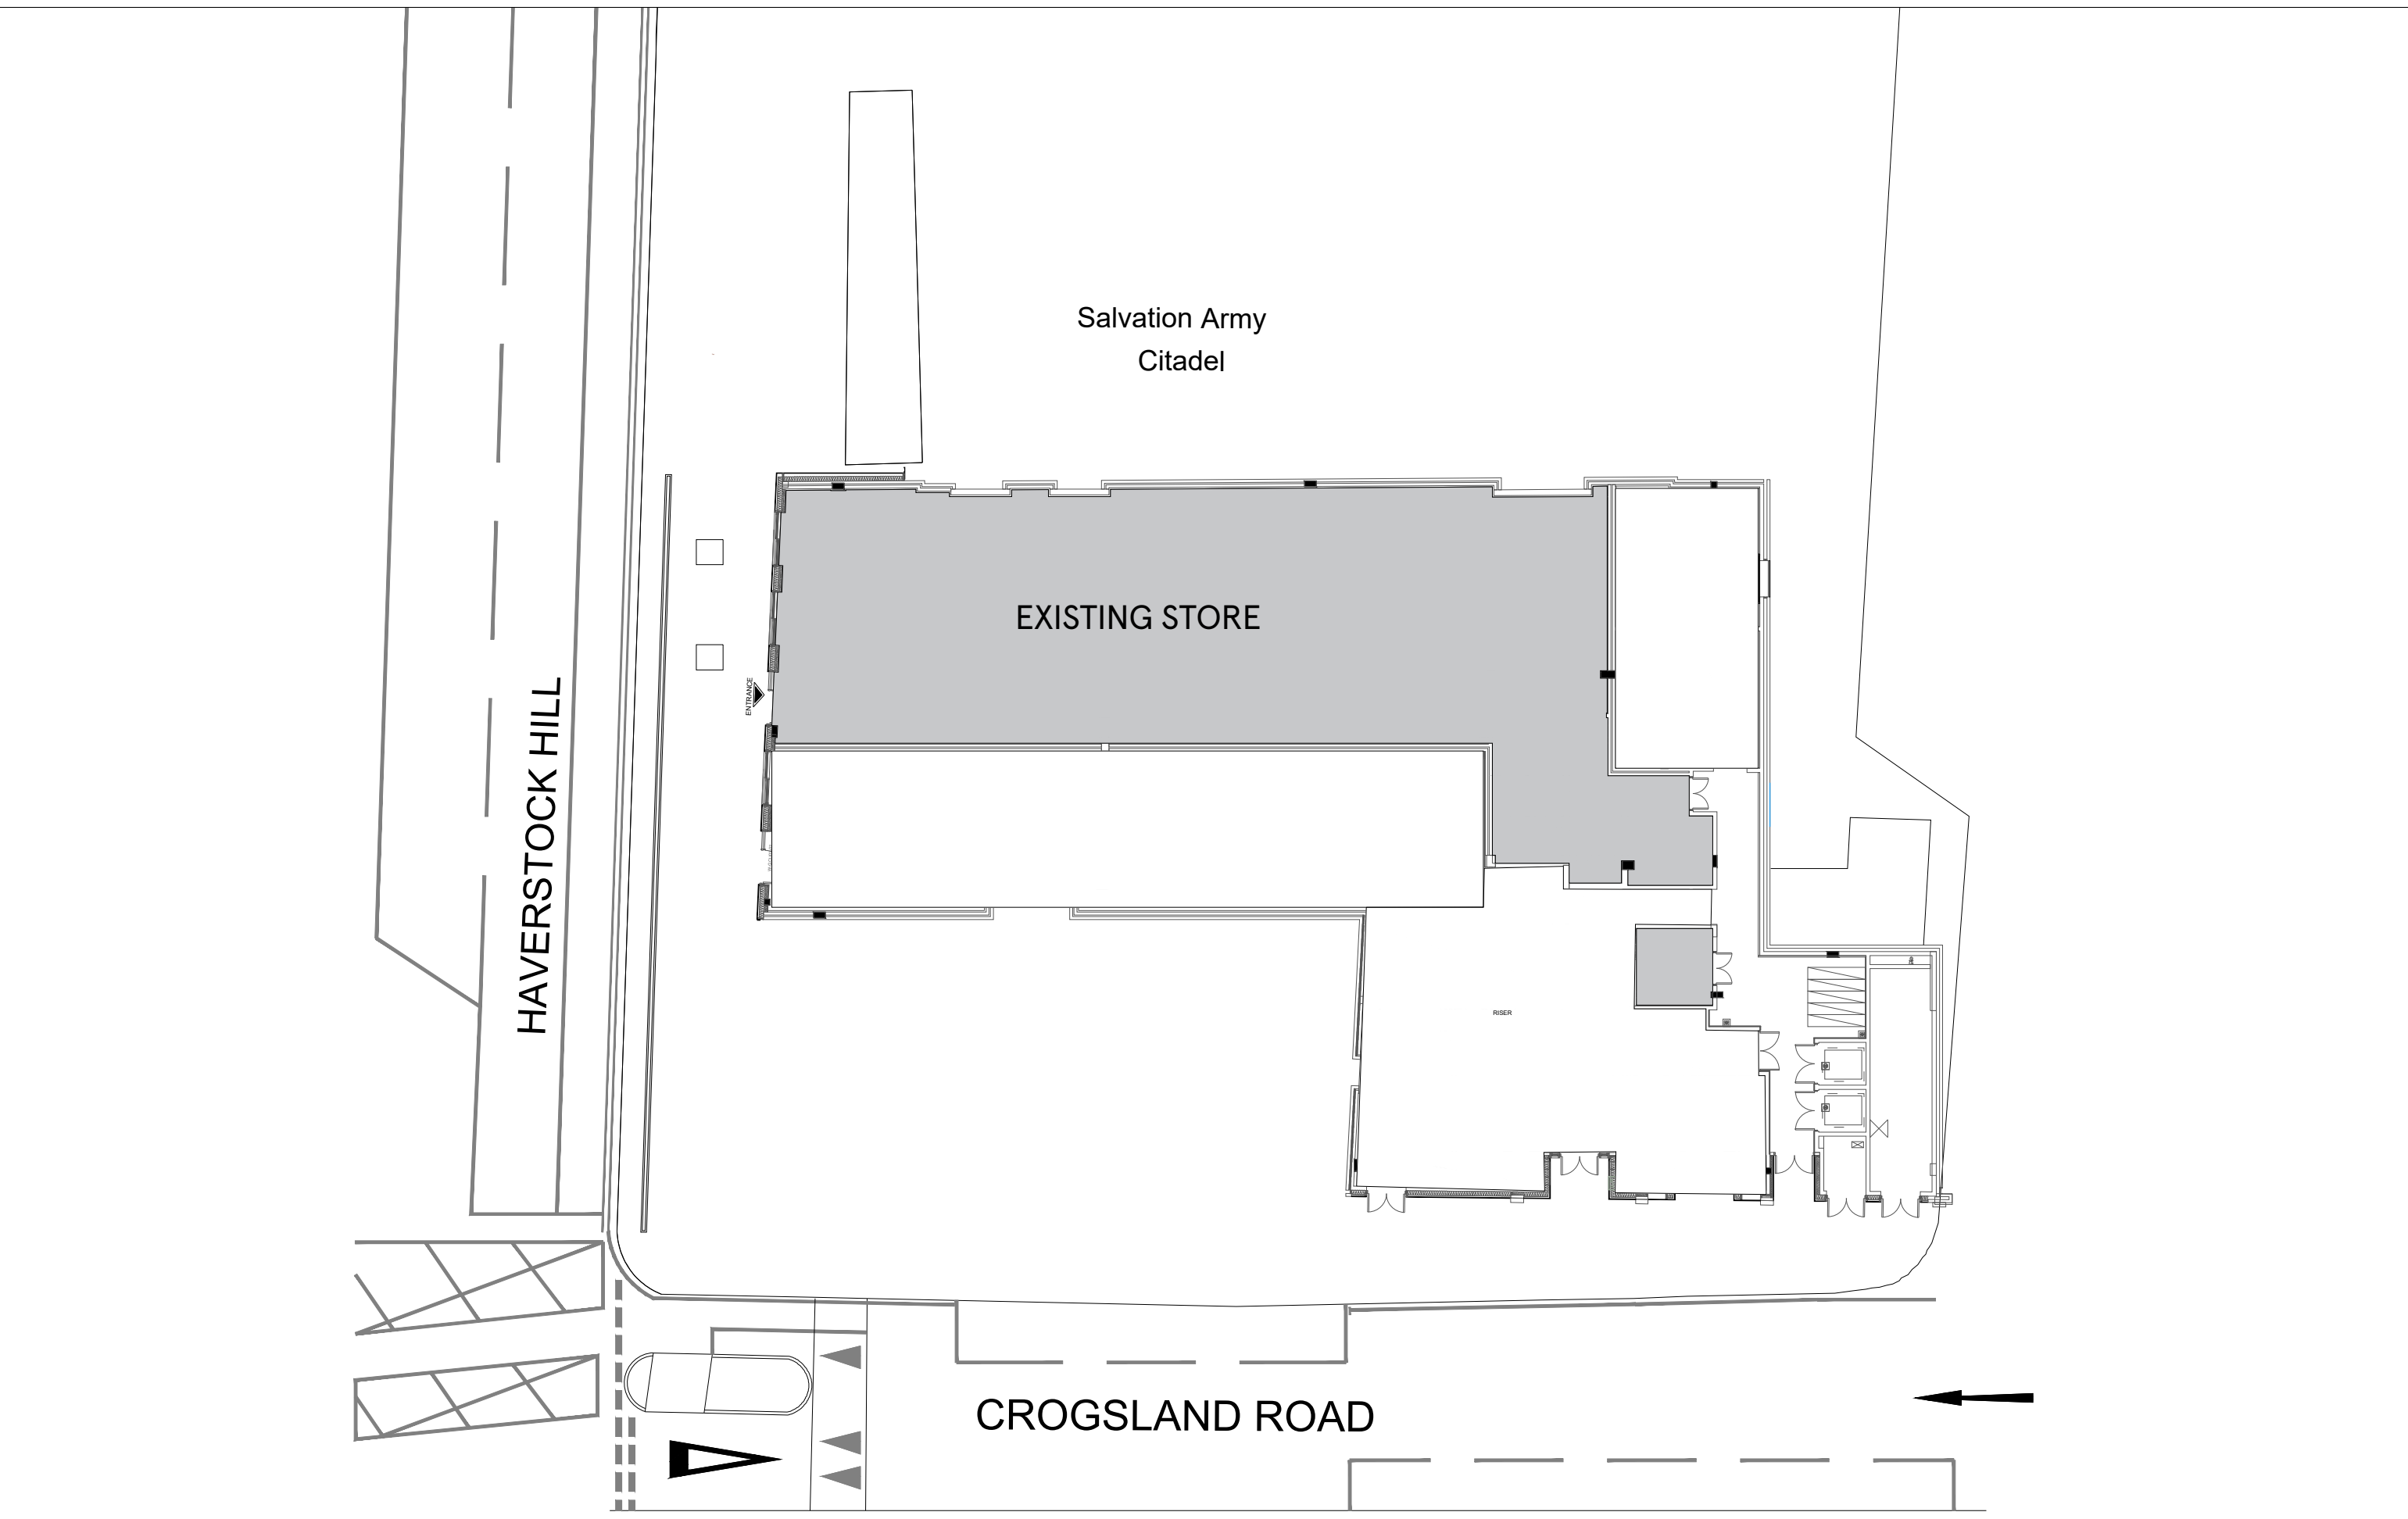 Salvation Army
Citadel
EXISTING STORE
ENTRANCE
HAVERSTOCK HILL
RISER
CROGSLAND ROAD